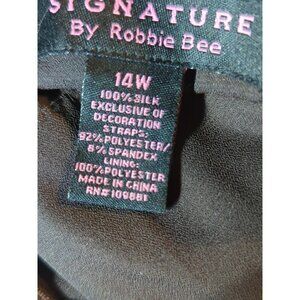 SIGNATURE
By Robbie Bee
14W
100% SILK
EXCLUSIVE OF
DECORATION
STRAPS:
92% POLYESTER/
8% SPANDEX
LINING:
100% POLYESTER
MADE IN CHINA
RN# 109881